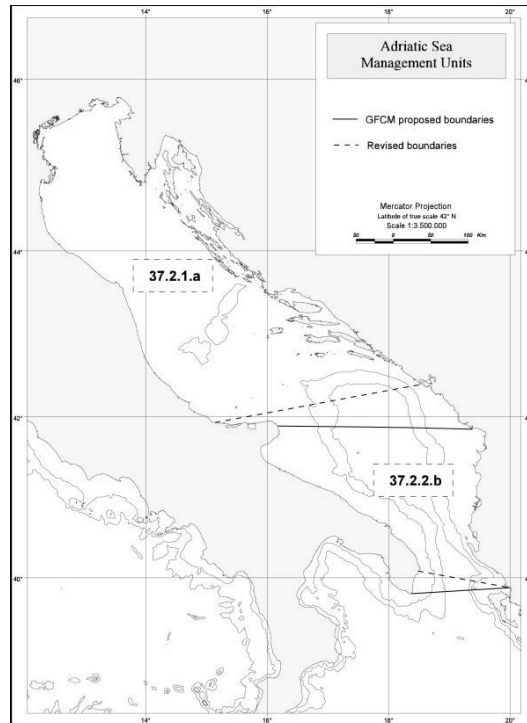 14°
16°
18°
20°
Adriatic Sea
Management Units
46°
GFCM proposed boundaries
Revised boundaries
Mercator Projection
Latitude of true scale 43° N
Scale 1:3.500.000
50 0 50 100 150 Km
44°
37.2.1.a
42°
37.2.2.b
40°
14°
16°
18°
20°